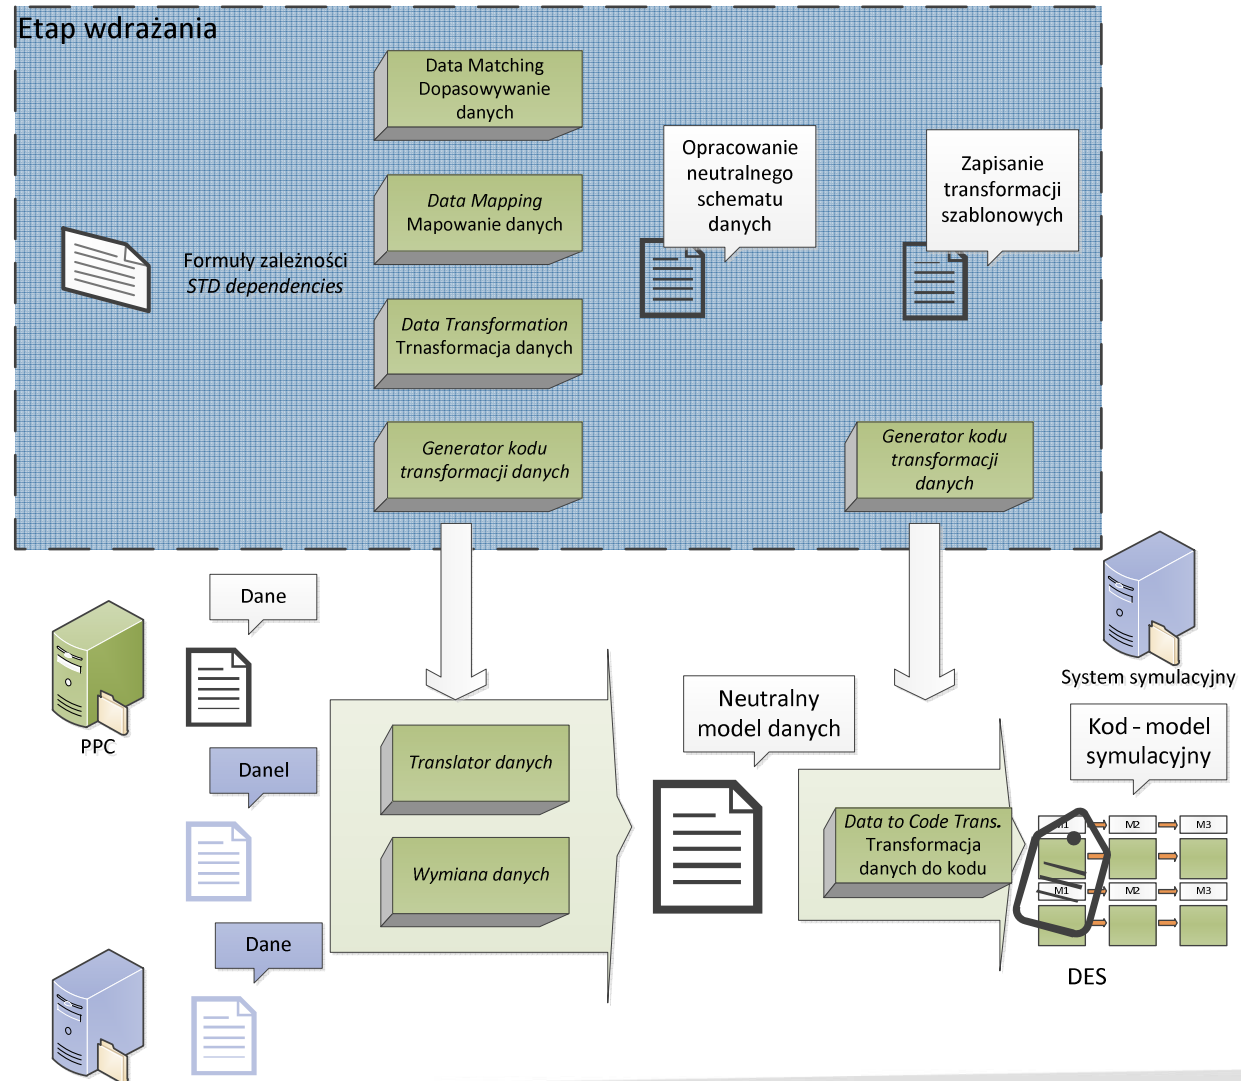 Etap wdrażania
Data Matching
Dopasowywanie
danych
Opracowanie
neutralnego
schematu
danych
Zapisanie
transformacji
szablonowych
Data Mapping
Mapowanie danych
Formuły zależności
STD dependencies
Data Transformation
Trnasformacja danych
Generator kodu
transformacji danych
Generator kodu
transformacji
danych
Dane
PPC
System symulacyjny
Neutralny
model danych
Kod - model
symulacyjny
Danel
Translator danych
Data to Code Trans.
Transformacja
danych do kodu
M1
M2
M3
M1
M2
M3
Wymiana danych
Dane
DES